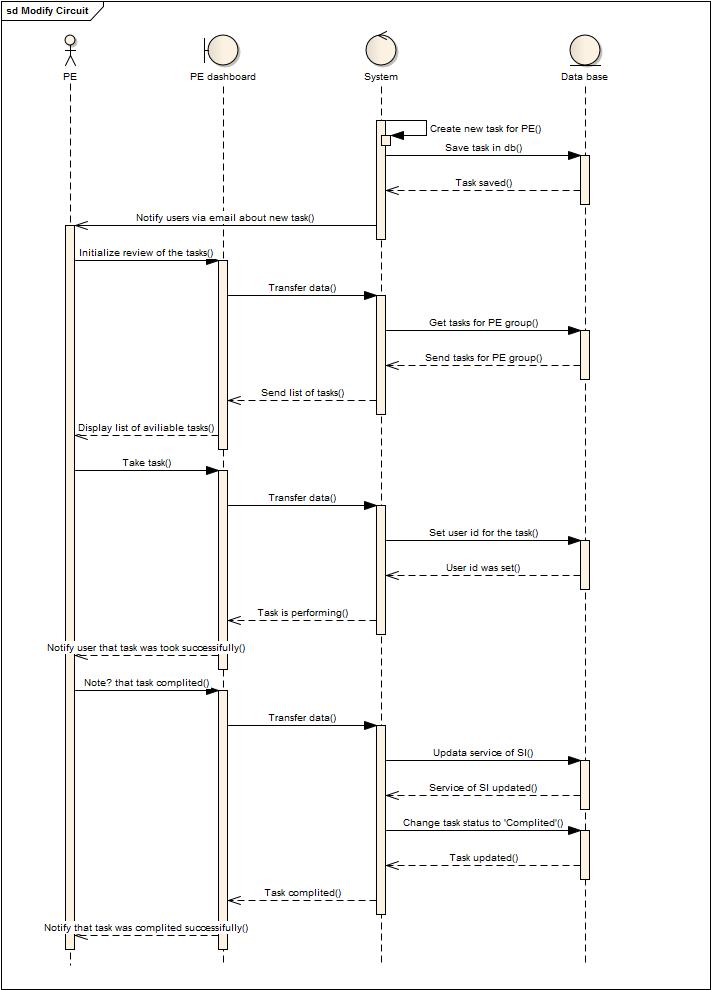 sd Modify Circuit
PE
PE dashboard
System
Data base
Create new task for PE()
Save task in db()
Task saved()
Notify users via email about new task()
Initialize review of the tasks()
Transfer data()
Get tasks for PE group()
Send tasks for PE group()
Send list of tasks()
Display list of aviliable tasks()
Take task()
Transfer data()
Set user id for the task()
User id was set()
Task is performing()
Notify user that task was took successfully()
Note? that task complited()
Transfer data()
Updata service of SI()
Service of SI updated()
Change task status to 'Complited'()
Task updated()
Task complited()
Notify that task was complited successfully()